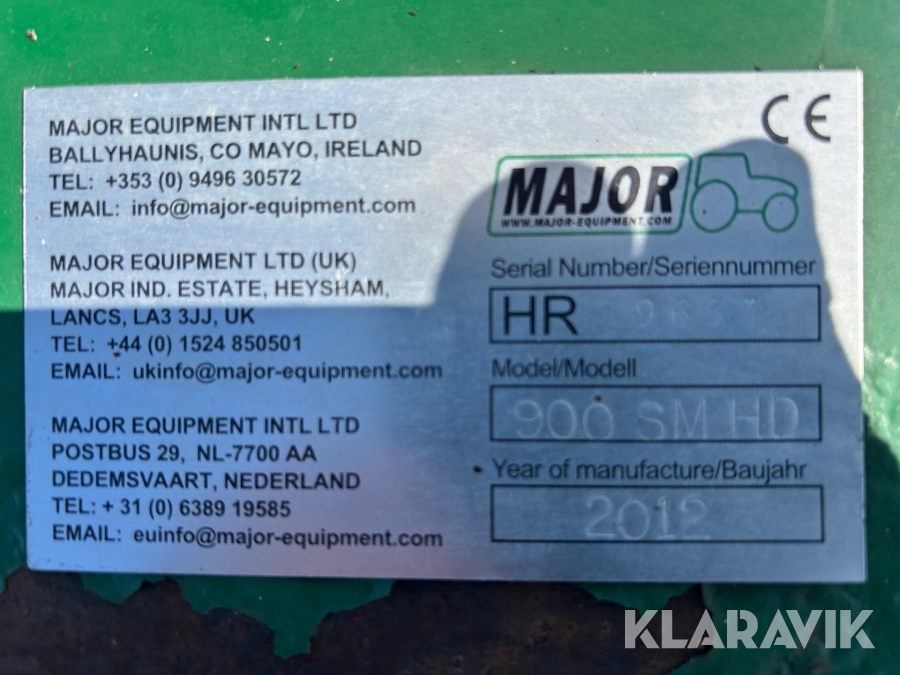 MAJOR EQUIPMENT INTL LTD
BALLYHAUNIS, CO MAYO, IRELAND
TEL: +353 (0) 9496 30572
EMAIL: info@major-equipment.com
MAJOR EQUIPMENT LTD (UK)
MAJOR IND. ESTATE, HEYSHAM,
LANCS, LA3 3JJ, UK
TEL: +44 (0) 1524 850501
EMAIL: ukinfo@major-equipment.com
MAJOR EQUIPMENT INTL LTD
POSTBUS 29, NL-7700 AA
DEDEMSVAART, NEDERLAND
TEL: + 31 (0) 6389 19585
EMAIL: euinfo@major-equipment.com
CE
MAJOR
WWW.MAJOR-EQUIPMENT.COM
Serial Number/Seriennummer
HR
Model/Modell
900 SM HD
Year of manufacture/Baujahr
2012
KLARAVIK